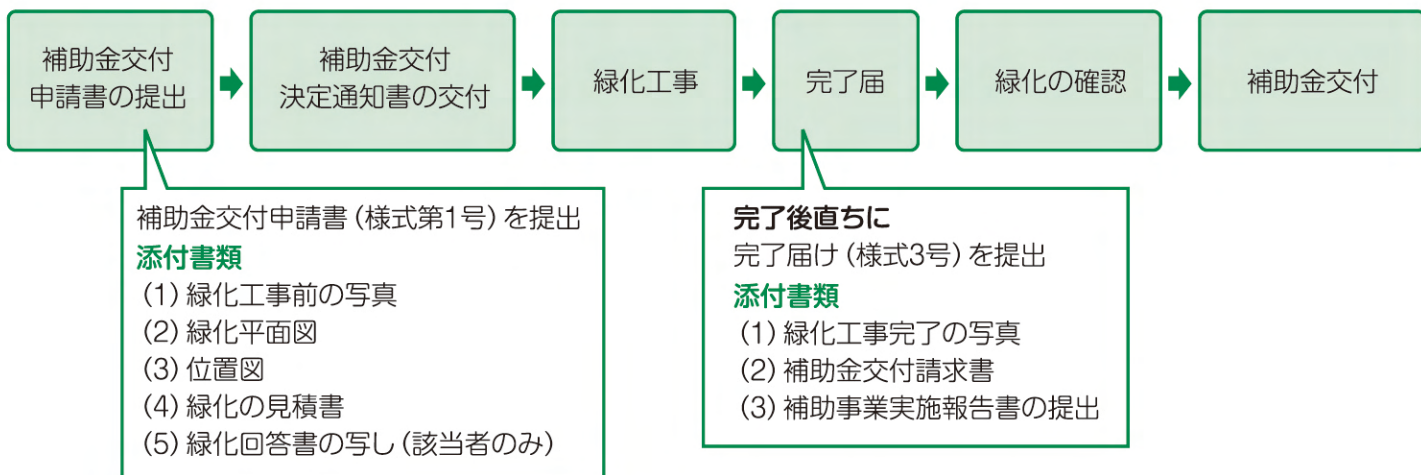 補助金交付
申請書の提出
補助金交付
決定通知書の交付
緑化工事
完了届
緑化の確認
補助金交付
補助金交付申請書(様式第1号)を提出
添付書類
(1)緑化工事前の写真
(2)緑化平面図
(3)位置図
(4)緑化の見積書
(5)緑化回答書の写し(該当者のみ)
完了後直ちに
完了届け(様式3号)を提出
添付書類
(1)緑化工事完了の写真
(2)補助金交付請求書
(3)補助事業実施報告書の提出